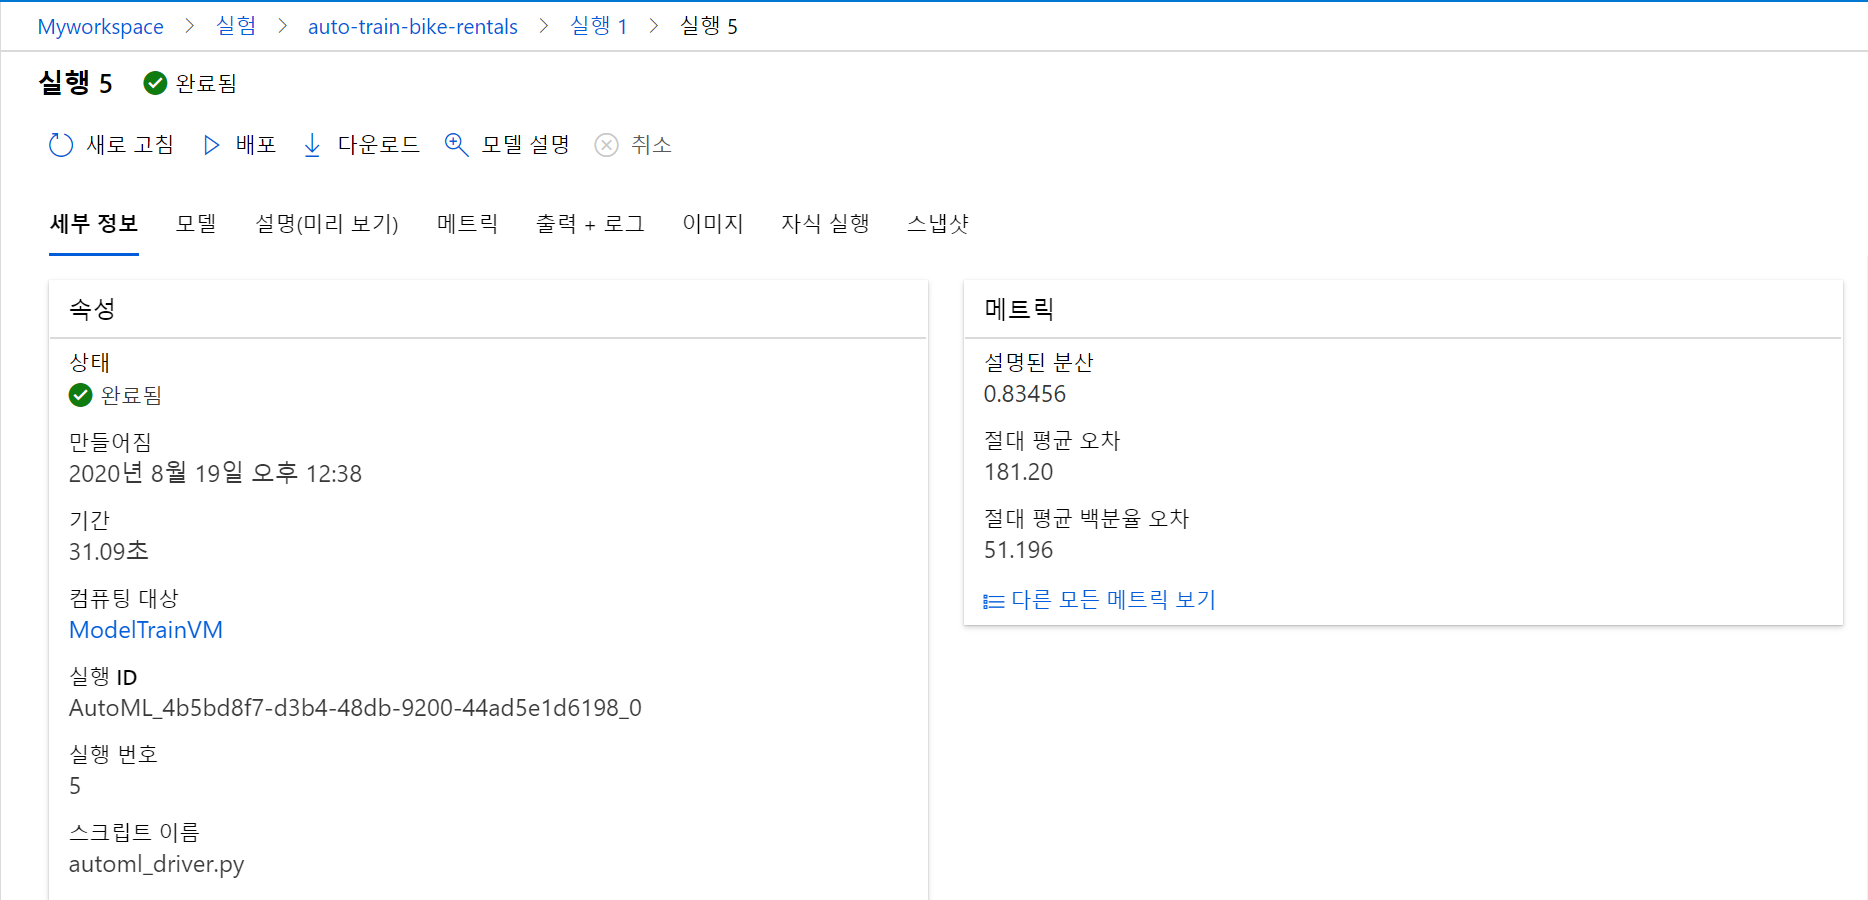 Myworkspace > 실험 > auto-train-bike-rentals > 실행 1 > 실행 5
실행 5 완료됨
새로 고침 배포 다운로드 모델 설명 취소
세부 정보 모델 설명(미리 보기) 메트릭 출력 + 로그 이미지 자식 실행 스냅샷
속성
상태
완료됨
만들어짐
2020년 8월 19일 오후 12:38
기간
31.09초
컴퓨팅 대상
ModelTrainVM
실행 ID
AutoML_4b5bd8f7-d3b4-48db-9200-44ad5e1d6198_0
실행 번호
5
스크립트 이름
automl_driver.py
메트릭
설명된 분산
0.83456
절대 평균 오차
181.20
절대 평균 백분율 오차
51.196
다른 모든 메트릭 보기